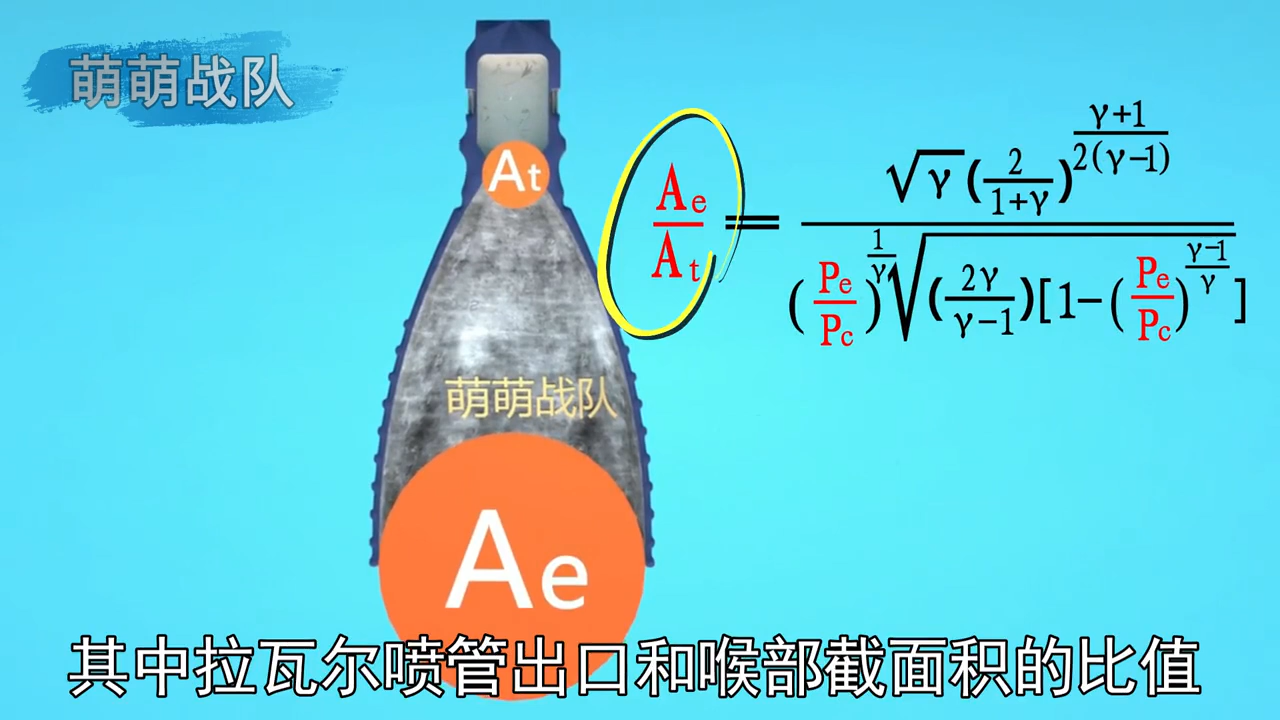 萌萌战队
At
Ae/At = √γ(2/(1+γ))^((γ+1)/(2(γ-1))) / (Pe/Pc)^(1/γ)√((2γ/(γ-1))[1-(Pe/Pc)^((γ-1)/γ)]
萌萌战队
Ae
其中拉瓦尔喷管出口和喉部截面积的比值